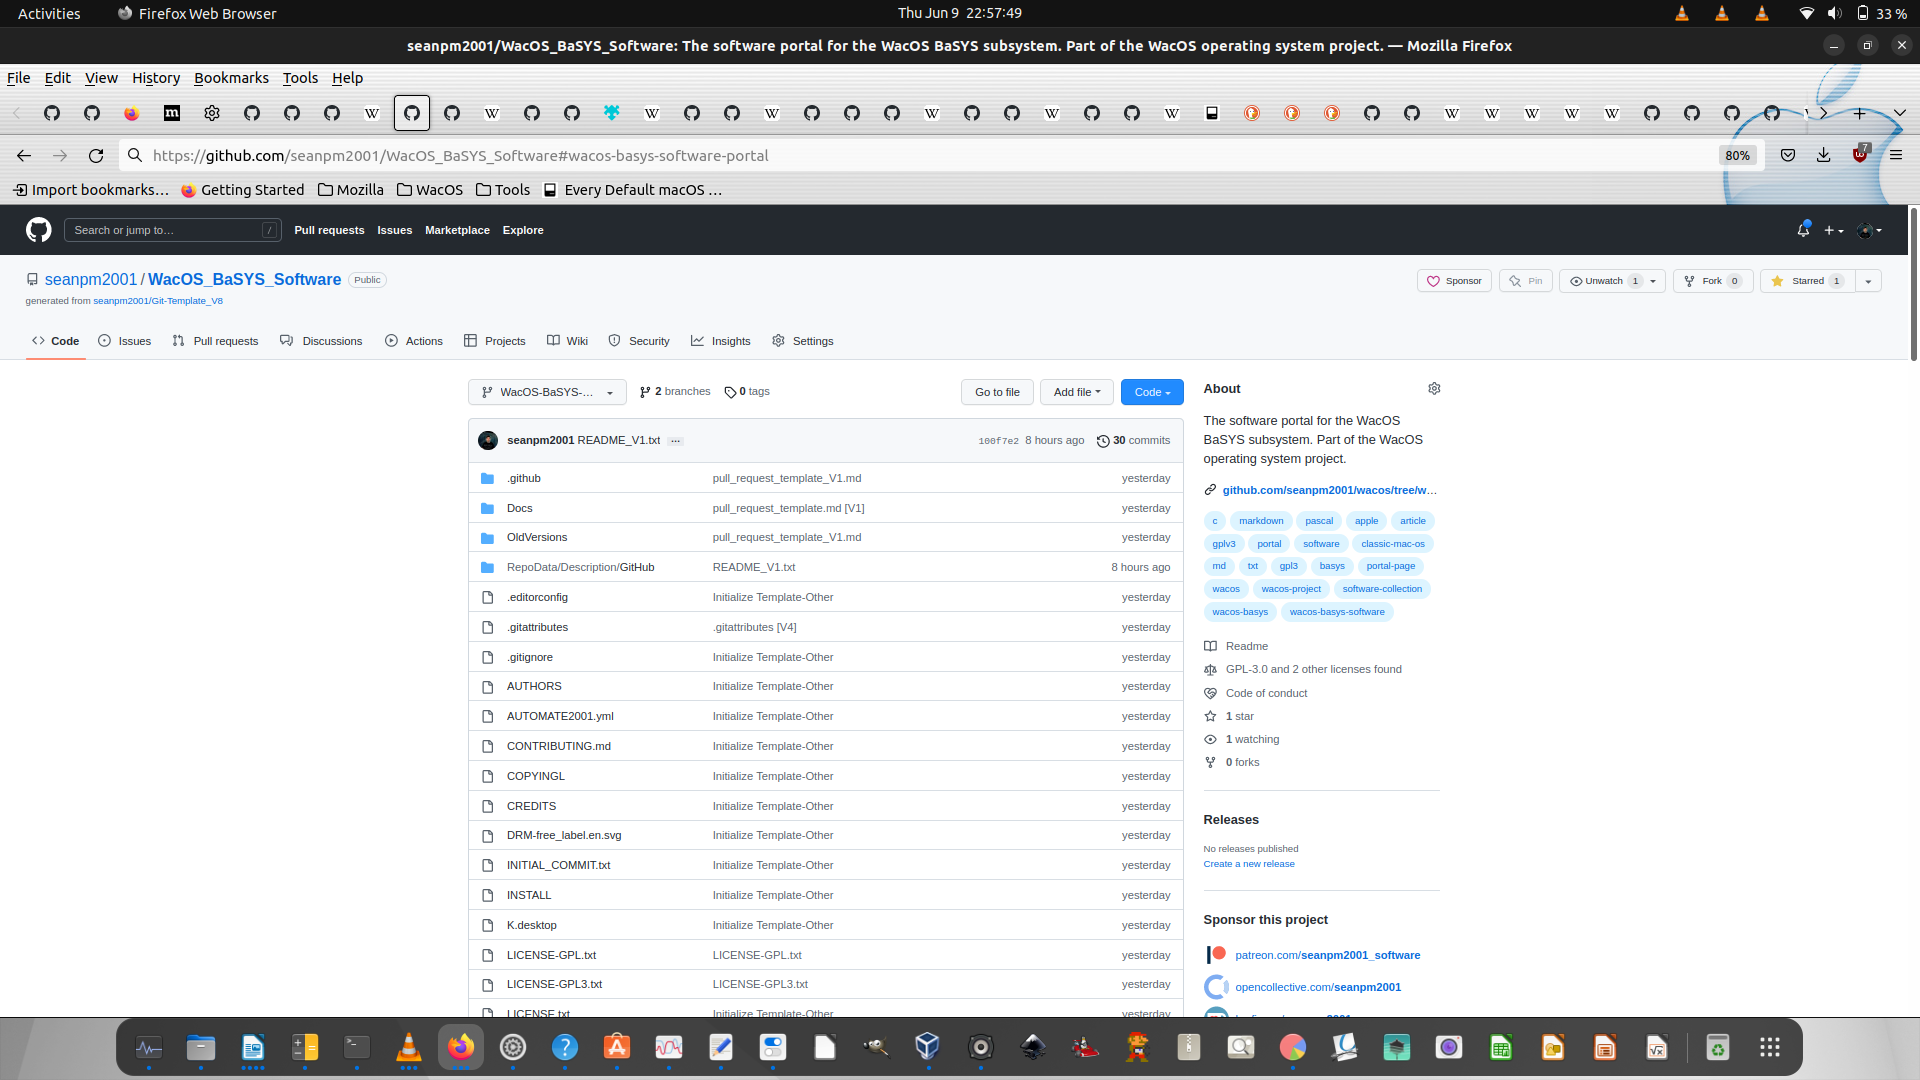 Activities Firefox Web Browser Thu Jun 9 22:57:49 33 %
seanpm2001/WacOS_BaSYS_Software: The software portal for the WacOS BaSYS subsystem. Part of the WacOS operating system project. — Mozilla Firefox
File Edit View History Bookmarks Tools Help
https://github.com/seanpm2001/WacOS_BaSYS_Software#wacos-basys-software-portal 80% 7
Import bookmarks… Getting Started Mozilla WacOS Tools Every Default macOS …
Search or jump to… / Pull requests Issues Marketplace Explore
seanpm2001 / WacOS_BaSYS_Software Public Sponsor Pin Unwatch 1 Fork 0 Starred 1
generated from seanpm2001/Git-Template_V8
Code Issues Pull requests Discussions Actions Projects Wiki Security Insights Settings
WacOS-BaSYS-... 2 branches 0 tags Go to file Add file Code
seanpm2001 README_V1.txt ... 100f7e2 8 hours ago 30 commits
.github pull_request_template_V1.md yesterday
Docs pull_request_template.md [V1] yesterday
OldVersions pull_request_template_V1.md yesterday
RepoData/Description/GitHub README_V1.txt 8 hours ago
.editorconfig Initialize Template-Other yesterday
.gitattributes .gitattributes [V4] yesterday
.gitignore Initialize Template-Other yesterday
AUTHORS Initialize Template-Other yesterday
AUTOMATE2001.yml Initialize Template-Other yesterday
CONTRIBUTING.md Initialize Template-Other yesterday
COPYINGL Initialize Template-Other yesterday
CREDITS Initialize Template-Other yesterday
DRM-free_label.en.svg Initialize Template-Other yesterday
INITIAL_COMMIT.txt Initialize Template-Other yesterday
INSTALL Initialize Template-Other yesterday
K.desktop Initialize Template-Other yesterday
LICENSE-GPL.txt LICENSE-GPL.txt yesterday
LICENSE-GPL3.txt LICENSE-GPL3.txt yesterday
LICENSE.txt Initialize Template-Other yesterday
About
The software portal for the WacOS
BaSYS subsystem. Part of the WacOS
operating system project.
github.com/seanpm2001/wacos/tree/w…
c markdown pascal apple article
gplv3 portal software classic-mac-os
md txt gpl3 basys portal-page
wacos wacos-project software-collection
wacos-basys wacos-basys-software
Readme
GPL-3.0 and 2 other licenses found
Code of conduct
1 star
1 watching
0 forks
Releases
No releases published
Create a new release
Sponsor this project
patreon.com/seanpm2001_software
opencollective.com/seanpm2001